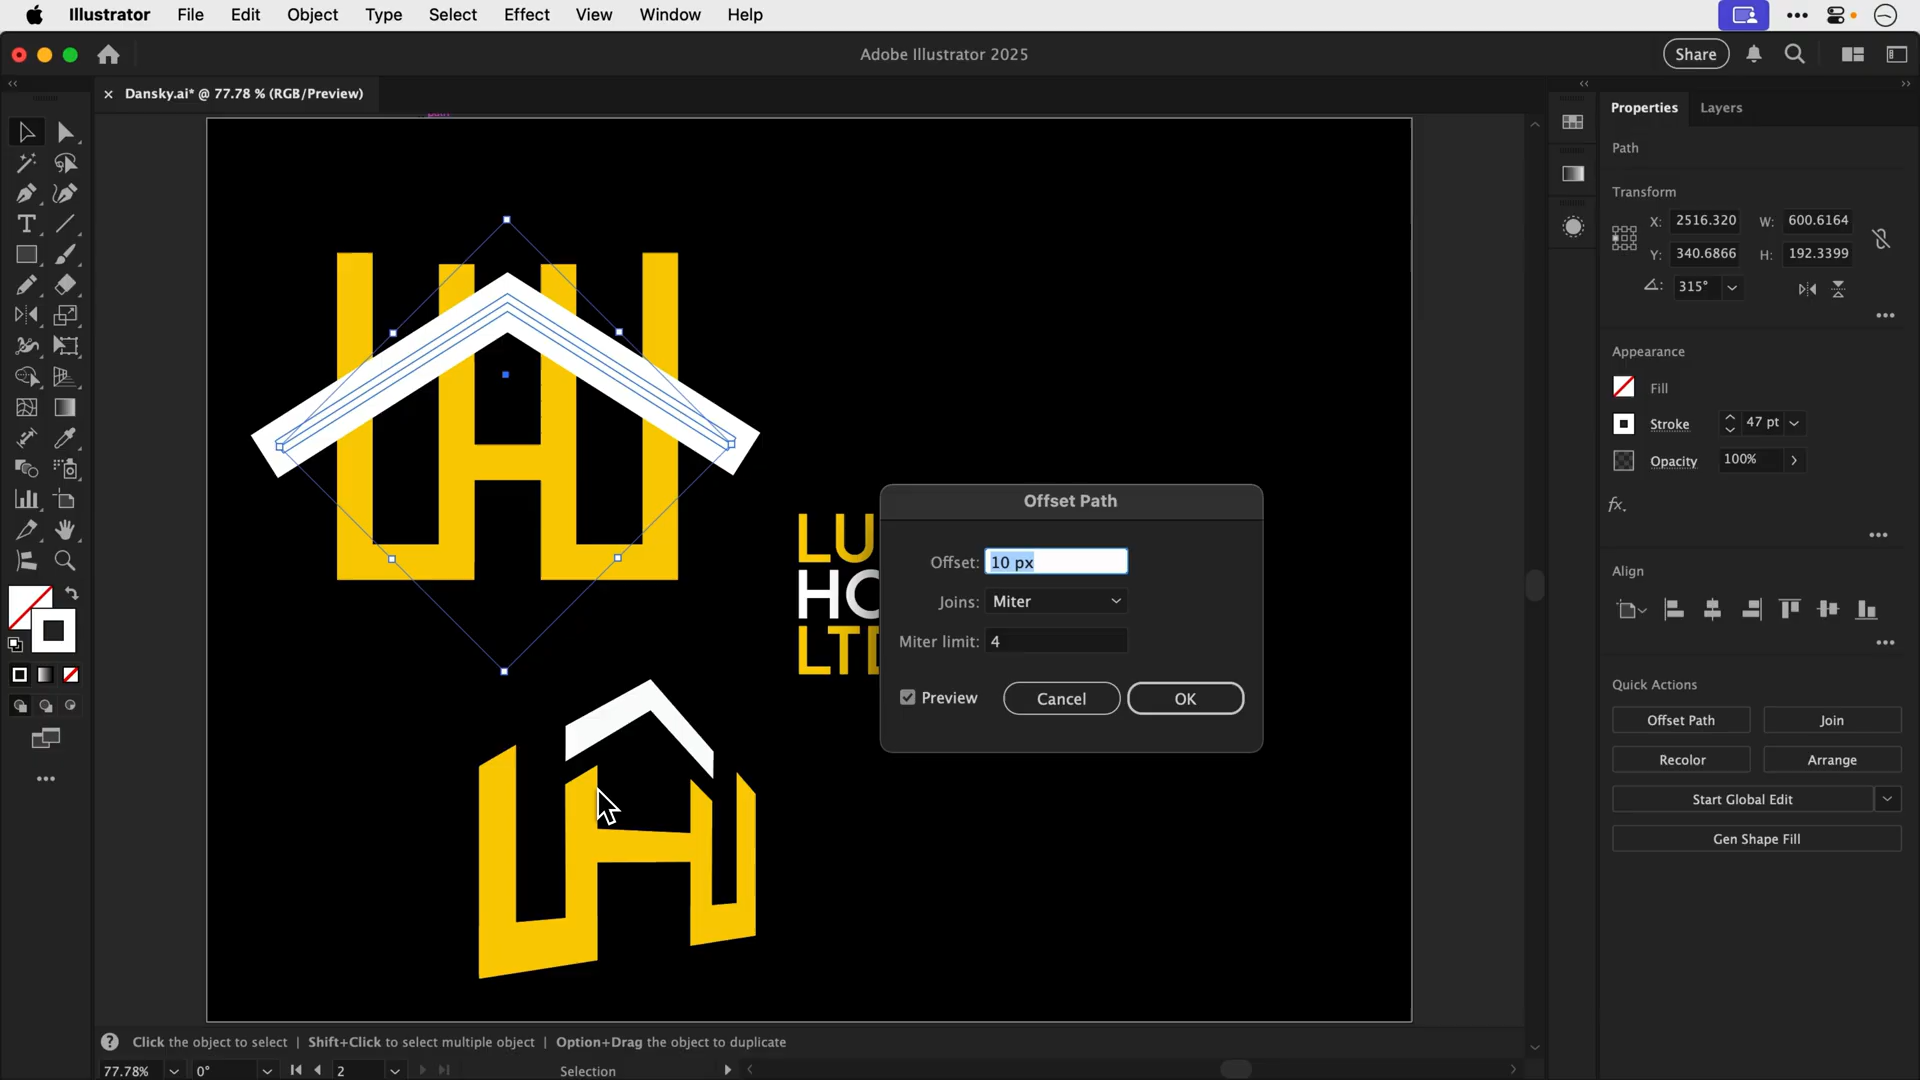 Illustrator File Edit Object Type Select Effect View Window Help
Adobe Illustrator 2025
Share
Dansky.ai* @ 77.78 % (RGB/Preview)
path
Properties Layers
Path
Transform
X: 2516.320 W: 600.6164
Y: 340.6866 H: 192.3399
315°
Appearance
Fill
Stroke 47 pt
Opacity 100%
fx.
Align
Quick Actions
Offset Path Join
Recolor Arrange
Start Global Edit
Gen Shape Fill
LU
HO
LTD
Offset Path
Offset: 10 px
Joins: Miter
Miter limit: 4
Preview Cancel OK
Click the object to select | Shift+Click to select multiple object | Option+Drag the object to duplicate
77.78% 0° 2 Selection